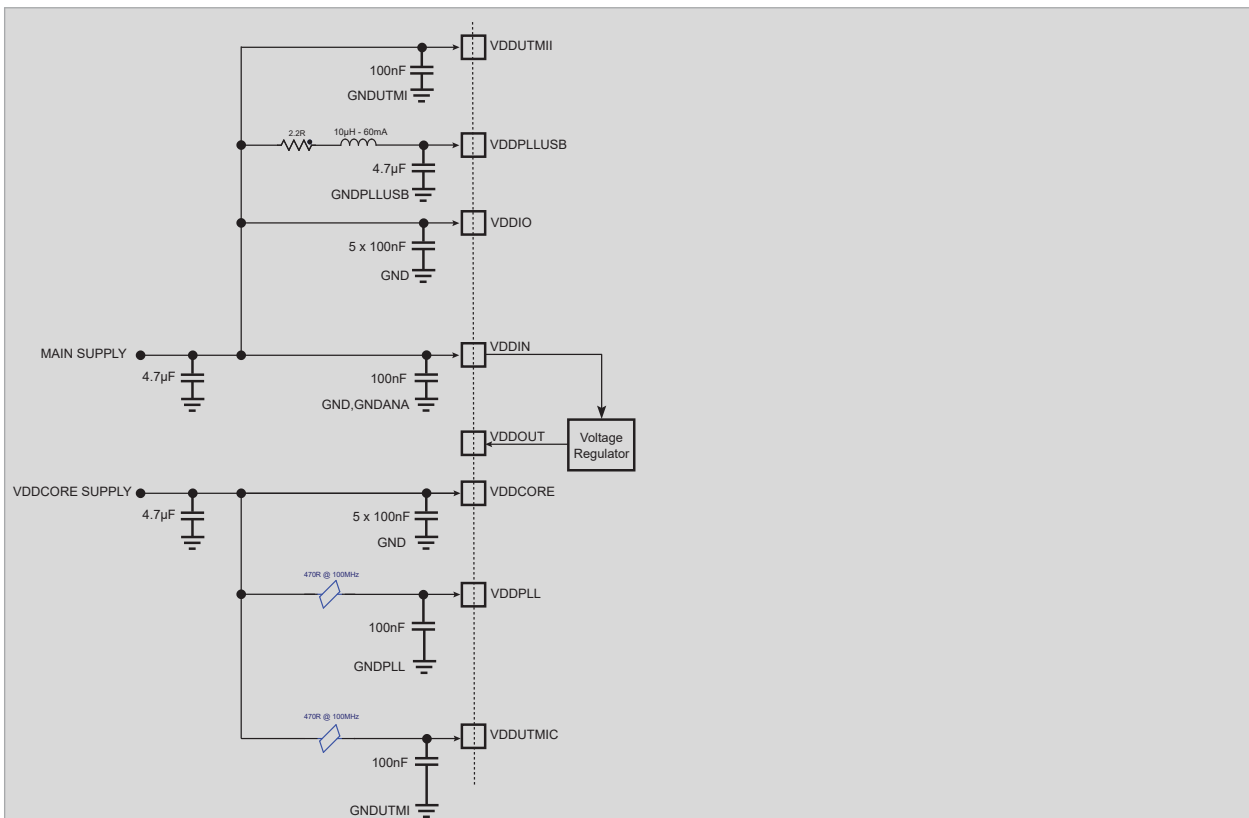 VDDUTMII
100nF
GNDUTMI
2.2R
10µH - 60mA
VDDPLLUSB
4.7µF
GNDPLLUSB
VDDIO
5 x 100nF
GND
MAIN SUPPLY
VDDIN
4.7µF
100nF
GND,GNDANA
VDDOUT
Voltage
Regulator
VDDCORE SUPPLY
VDDCORE
4.7µF
5 x 100nF
GND
470R @ 100MHz
VDDPLL
100nF
GNDPLL
470R @ 100MHz
VDDUTMIC
100nF
GNDUTMI